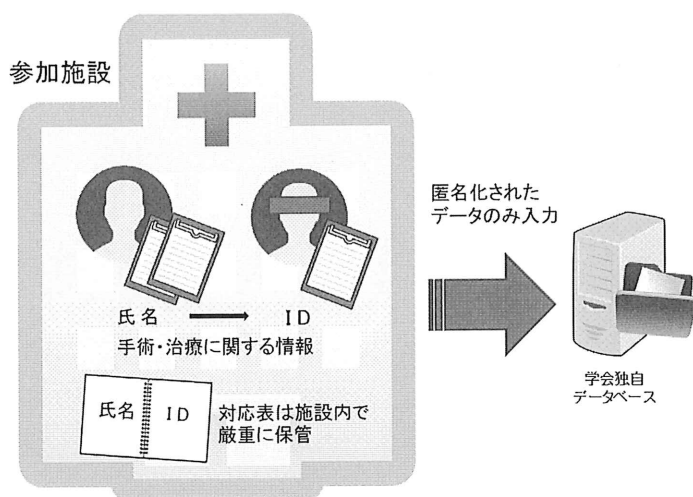 参加施設
匿名化された
データのみ入力
氏名 → ID
手術・治療に関する情報
氏名 ID
対応表は施設内で
厳重に保管
学会独自
データベース